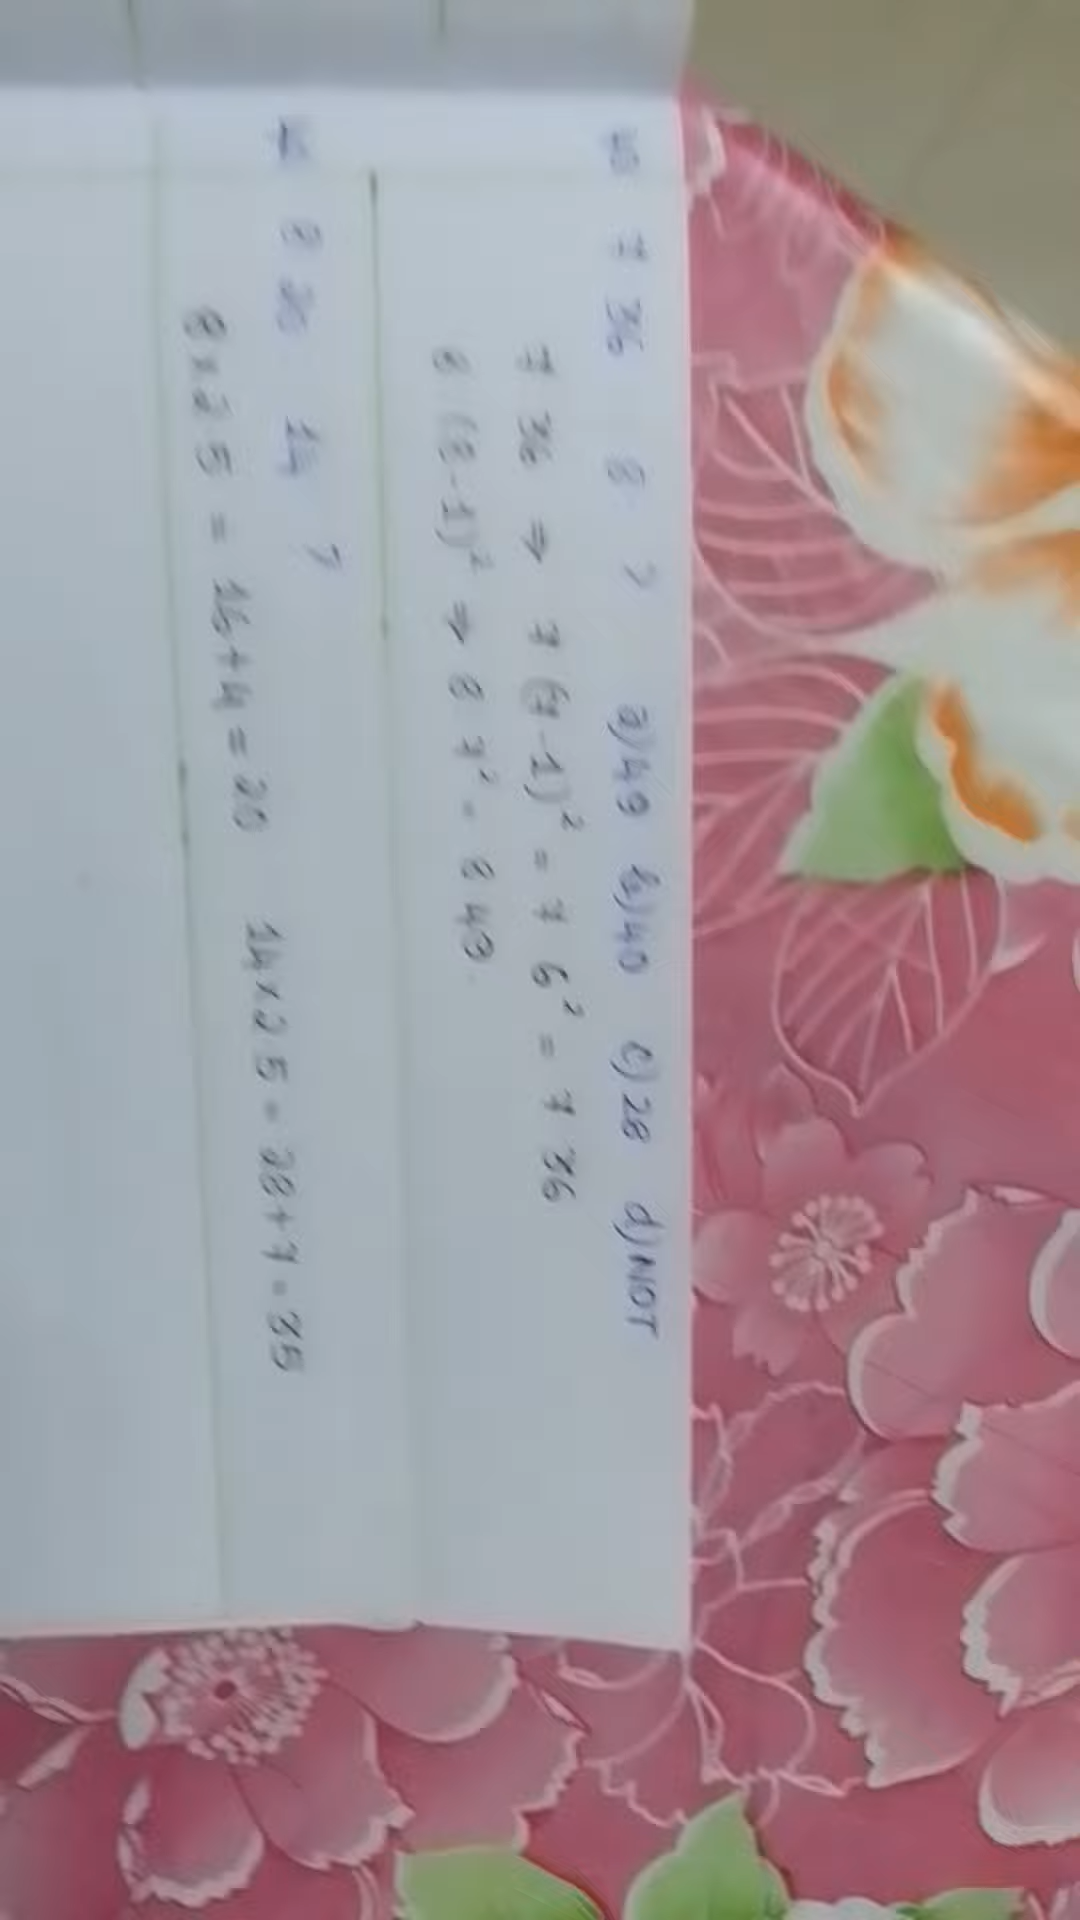 7 36 8 ? a) 49 b) 40 c) 28 d) NOT
7 36 ⇒ 7 (7-1)² = 7 6² = 7 36
8 (8-1)² ⇒ 8 7² - 8 49
8 20 14 ?
8×2.5 = 16+4 = 20 14×2.5 = 28+7 = 35